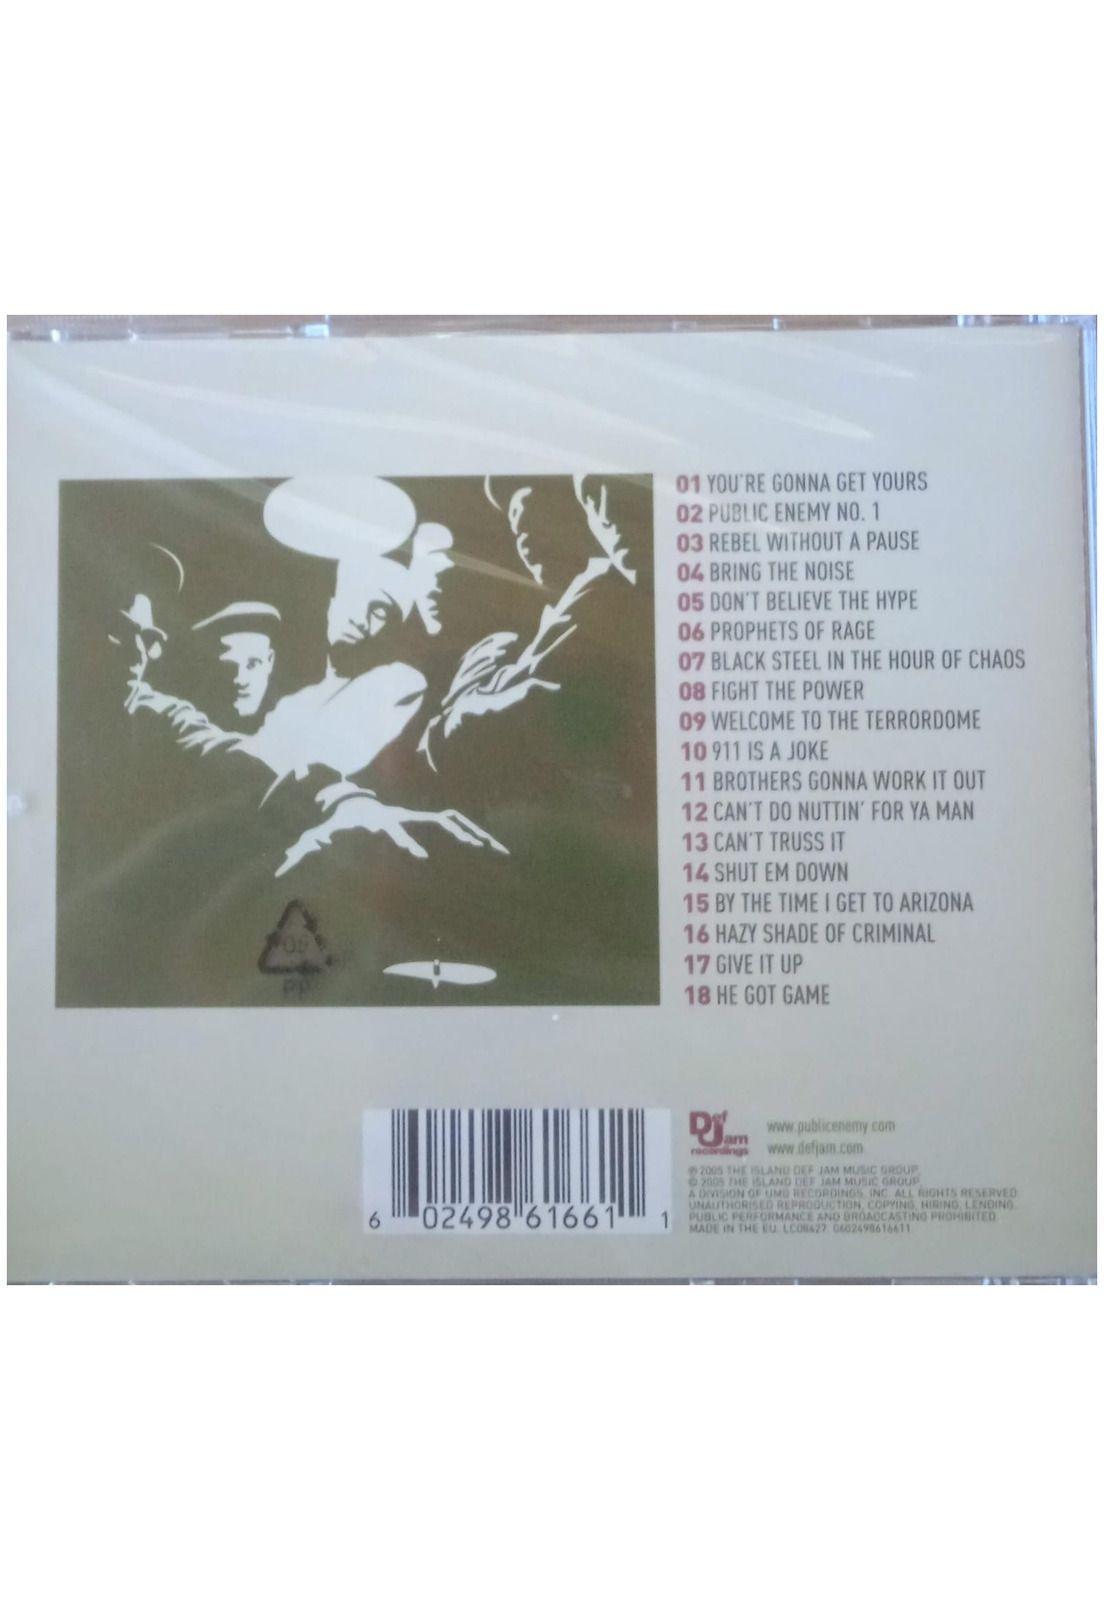 01 YOU'RE GONNA GET YOURS
02 PUBLIC ENEMY NO. 1
03 REBEL WITHOUT A PAUSE
04 BRING THE NOISE
05 DON'T BELIEVE THE HYPE
06 PROPHETS OF RAGE
07 BLACK STEEL IN THE HOUR OF CHAOS
08 FIGHT THE POWER
09 WELCOME TO THE TERRORDOME
10 911 IS A JOKE
11 BROTHERS GONNA WORK IT OUT
12 CAN'T DO NUTTIN' FOR YA MAN
13 CAN'T TRUSS IT
14 SHUT EM DOWN
15 BY THE TIME I GET TO ARIZONA
16 HAZY SHADE OF CRIMINAL
17 GIVE IT UP
18 HE GOT GAME
05
PP
6 02498 61661 1
Def
Jam
recordings
www.publicenemy.com
www.defjam.com
℗ 2005 THE ISLAND DEF JAM MUSIC GROUP,
© 2005 THE ISLAND DEF JAM MUSIC GROUP,
A DIVISION OF UMG RECORDINGS, INC. ALL RIGHTS RESERVED.
UNAUTHORISED REPRODUCTION, COPYING, HIRING, LENDING,
PUBLIC PERFORMANCE AND BROADCASTING PROHIBITED.
MADE IN THE EU. LC08427. 0602498616611